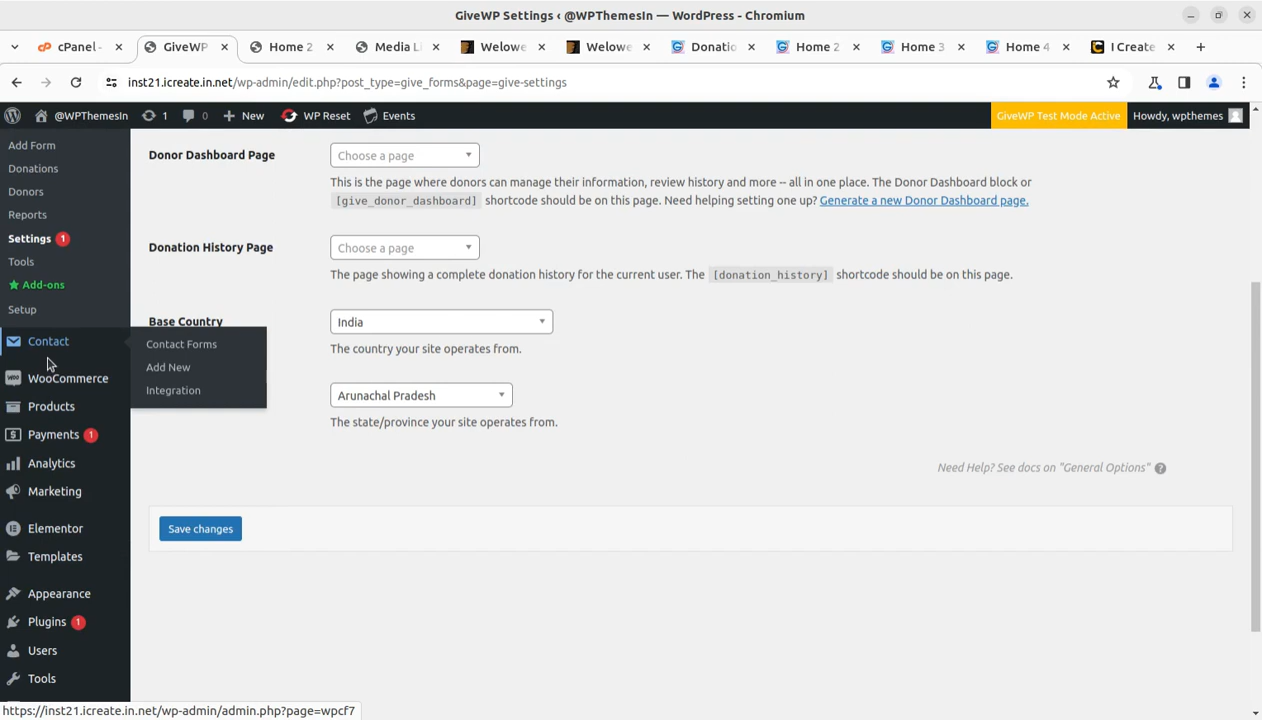 GiveWP Settings ‹ @WPThemesIn — WordPress - Chromium
cPanel -
GiveWP
Home 2
Media Li
Welowe
Welowe
Donatio
Home 2
Home 3
Home 4
I Create
inst21.icreate.in.net/wp-admin/edit.php?post_type=give_forms&page=give-settings
@WPThemesIn
1
0
New
WP Reset
Events
GiveWP Test Mode Active
Howdy, wpthemes
Add Form
Donations
Donors
Reports
Settings 1
Tools
Add-ons
Setup
Contact
WooCommerce
Products
Payments 1
Analytics
Marketing
Elementor
Templates
Appearance
Plugins 1
Users
Tools
Contact Forms
Add New
Integration
Donor Dashboard Page
Choose a page
This is the page where donors can manage their information, review history and more -- all in one place. The Donor Dashboard block or
[give_donor_dashboard] shortcode should be on this page. Need helping setting one up? Generate a new Donor Dashboard page.
Donation History Page
Choose a page
The page showing a complete donation history for the current user. The [donation_history] shortcode should be on this page.
Base Country
India
The country your site operates from.
Arunachal Pradesh
The state/province your site operates from.
Need Help? See docs on "General Options" ?
Save changes
https://inst21.icreate.in.net/wp-admin/admin.php?page=wpcf7